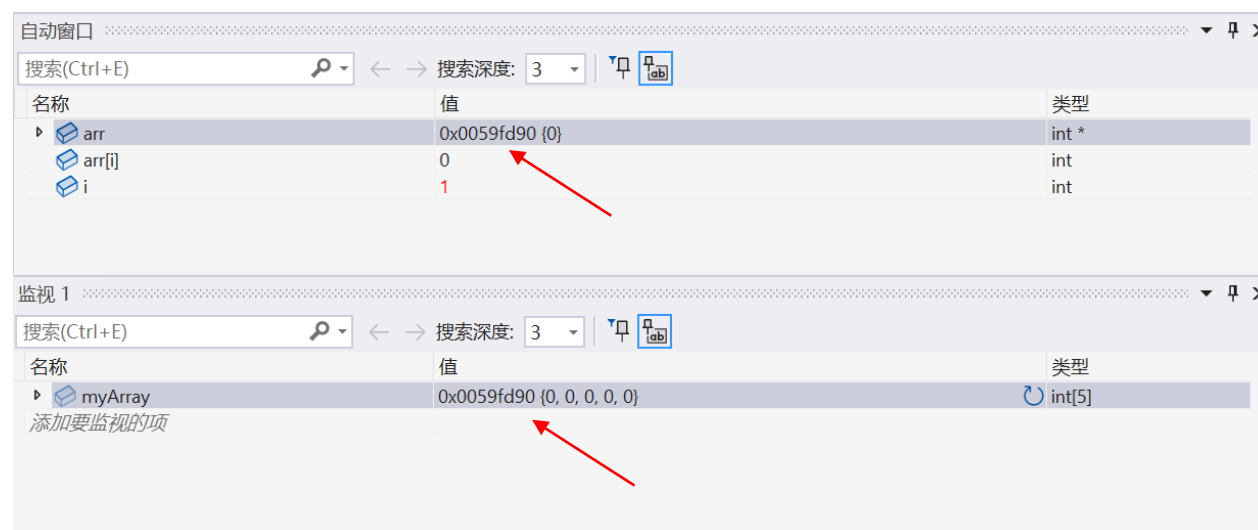 自动窗口
搜索(Ctrl+E) 搜索深度: 3
名称 值 类型
arr 0x0059fd90 {0} int *
arr[i] 0 int
i 1 int
监视 1
搜索(Ctrl+E) 搜索深度: 3
名称 值 类型
myArray 0x0059fd90 {0, 0, 0, 0, 0} int[5]
添加要监视的项